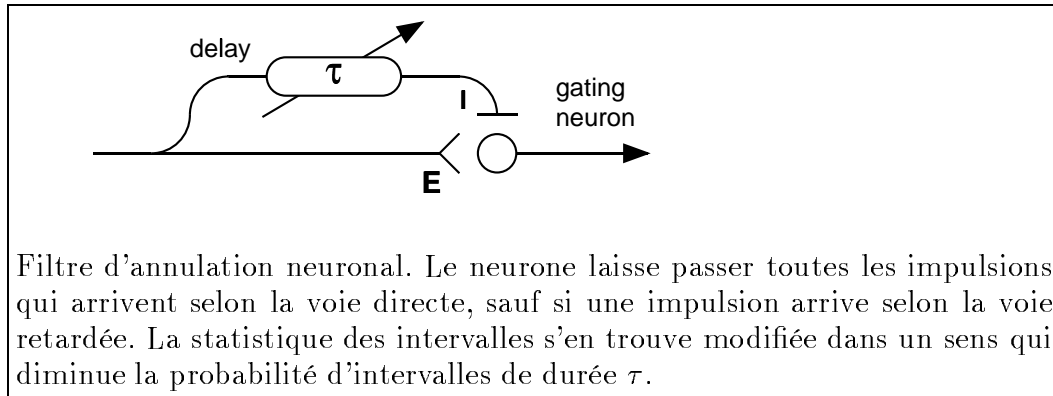 delay
τ
I
gating
neuron
E
Filtre d'annulation neuronal. Le neurone laisse passer toutes les impulsions
qui arrivent selon la voie directe, sauf si une impulsion arrive selon la voie
retardée. La statistique des intervalles s'en trouve modifiée dans un sens qui
diminue la probabilité d'intervalles de durée τ.